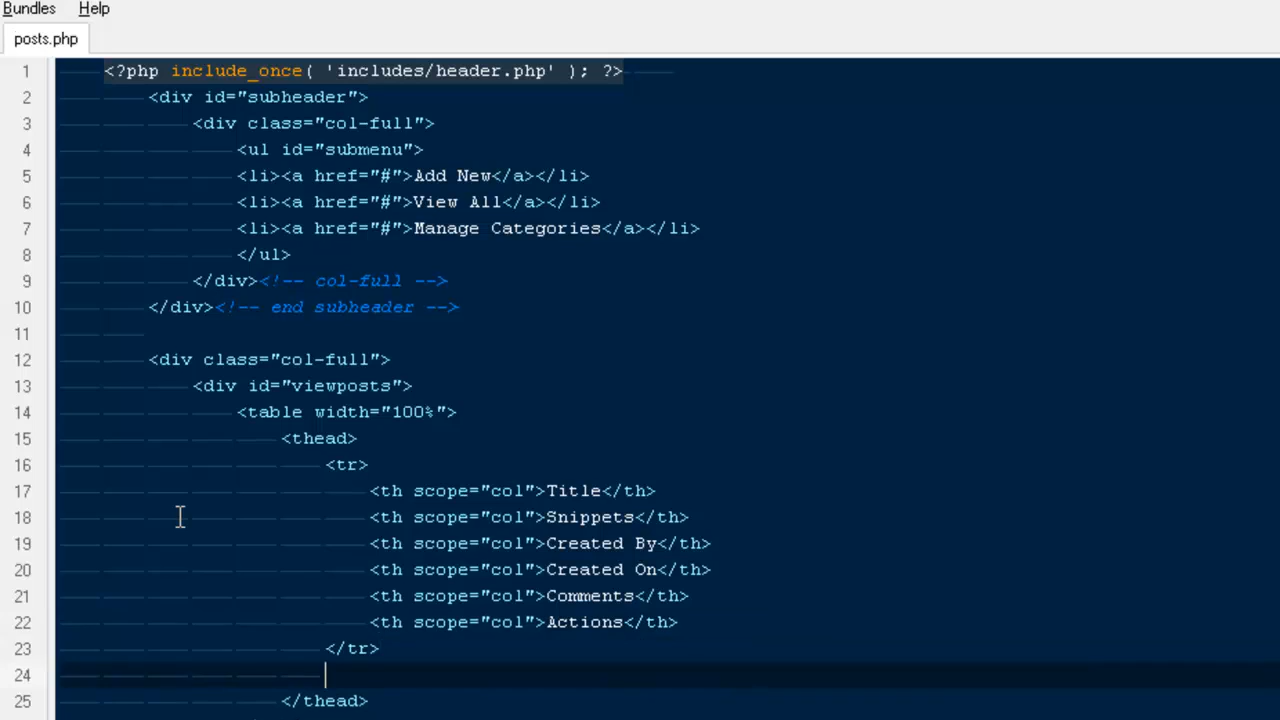 Bundles Help
posts.php
1 <?php include_once( 'includes/header.php' ); ?>
2 <div id="subheader">
3 <div class="col-full">
4 <ul id="submenu">
5 <li><a href="#">Add New</a></li>
6 <li><a href="#">View All</a></li>
7 <li><a href="#">Manage Categories</a></li>
8 </ul>
9 </div><!-- col-full -->
10 </div><!-- end subheader -->
11
12 <div class="col-full">
13 <div id="viewposts">
14 <table width="100%">
15 <thead>
16 <tr>
17 <th scope="col">Title</th>
18 <th scope="col">Snippets</th>
19 <th scope="col">Created By</th>
20 <th scope="col">Created On</th>
21 <th scope="col">Comments</th>
22 <th scope="col">Actions</th>
23 </tr>
24
25 </thead>